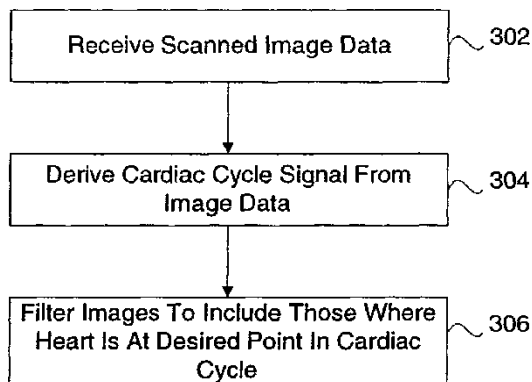 Receive Scanned Image Data
302
Derive Cardiac Cycle Signal From
Image Data
304
Filter Images To Include Those Where
Heart Is At Desired Point In Cardiac
Cycle
306